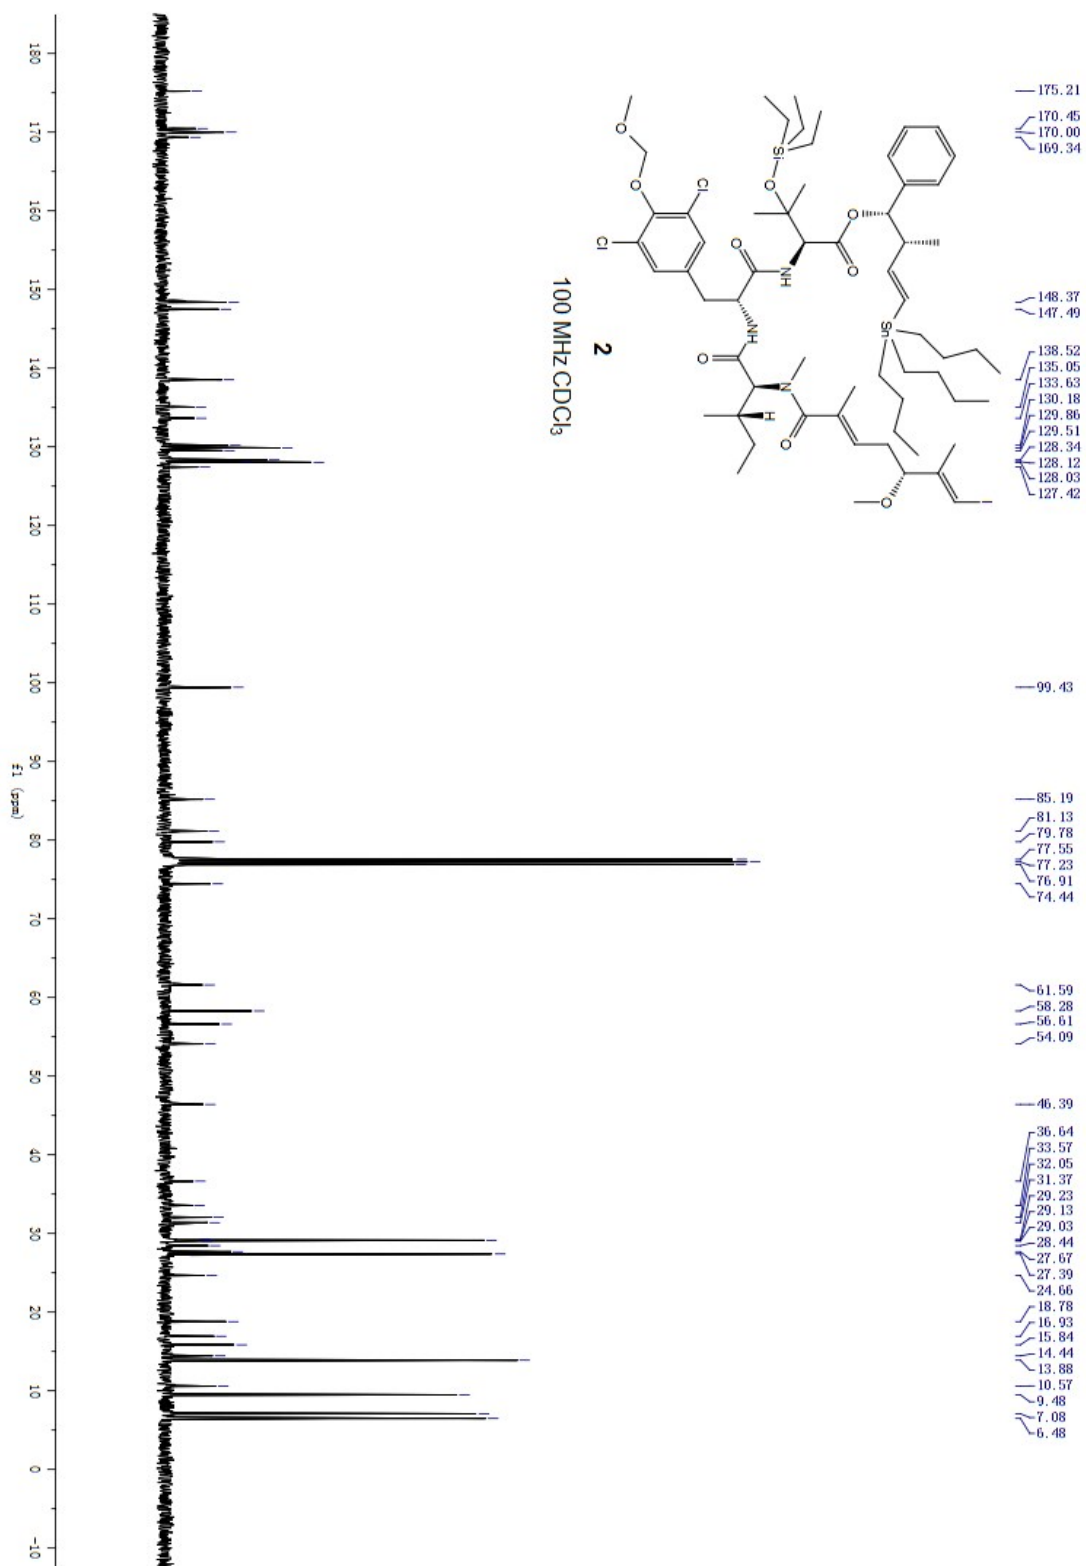 175.21
170.45
170.00
169.34
148.37
147.49
138.52
135.05
133.63
130.18
129.86
129.51
128.34
128.12
128.03
127.42
99.43
85.19
81.13
79.78
77.55
77.23
76.91
74.44
61.59
58.28
56.61
54.09
46.39
36.64
33.57
32.05
31.37
29.23
29.13
29.03
28.44
27.67
27.39
24.66
18.78
16.93
15.84
14.44
13.88
10.57
9.48
7.08
6.48
Si
O
O
O
Cl
Cl
O
O
O
NH
NH
O
N
H
O
O
Sn
I
2
100 MHz CDCl₃
180 170 160 150 140 130 120 110 100 90 80 70 60 50 40 30 20 10 0 -10
f1 (ppm)